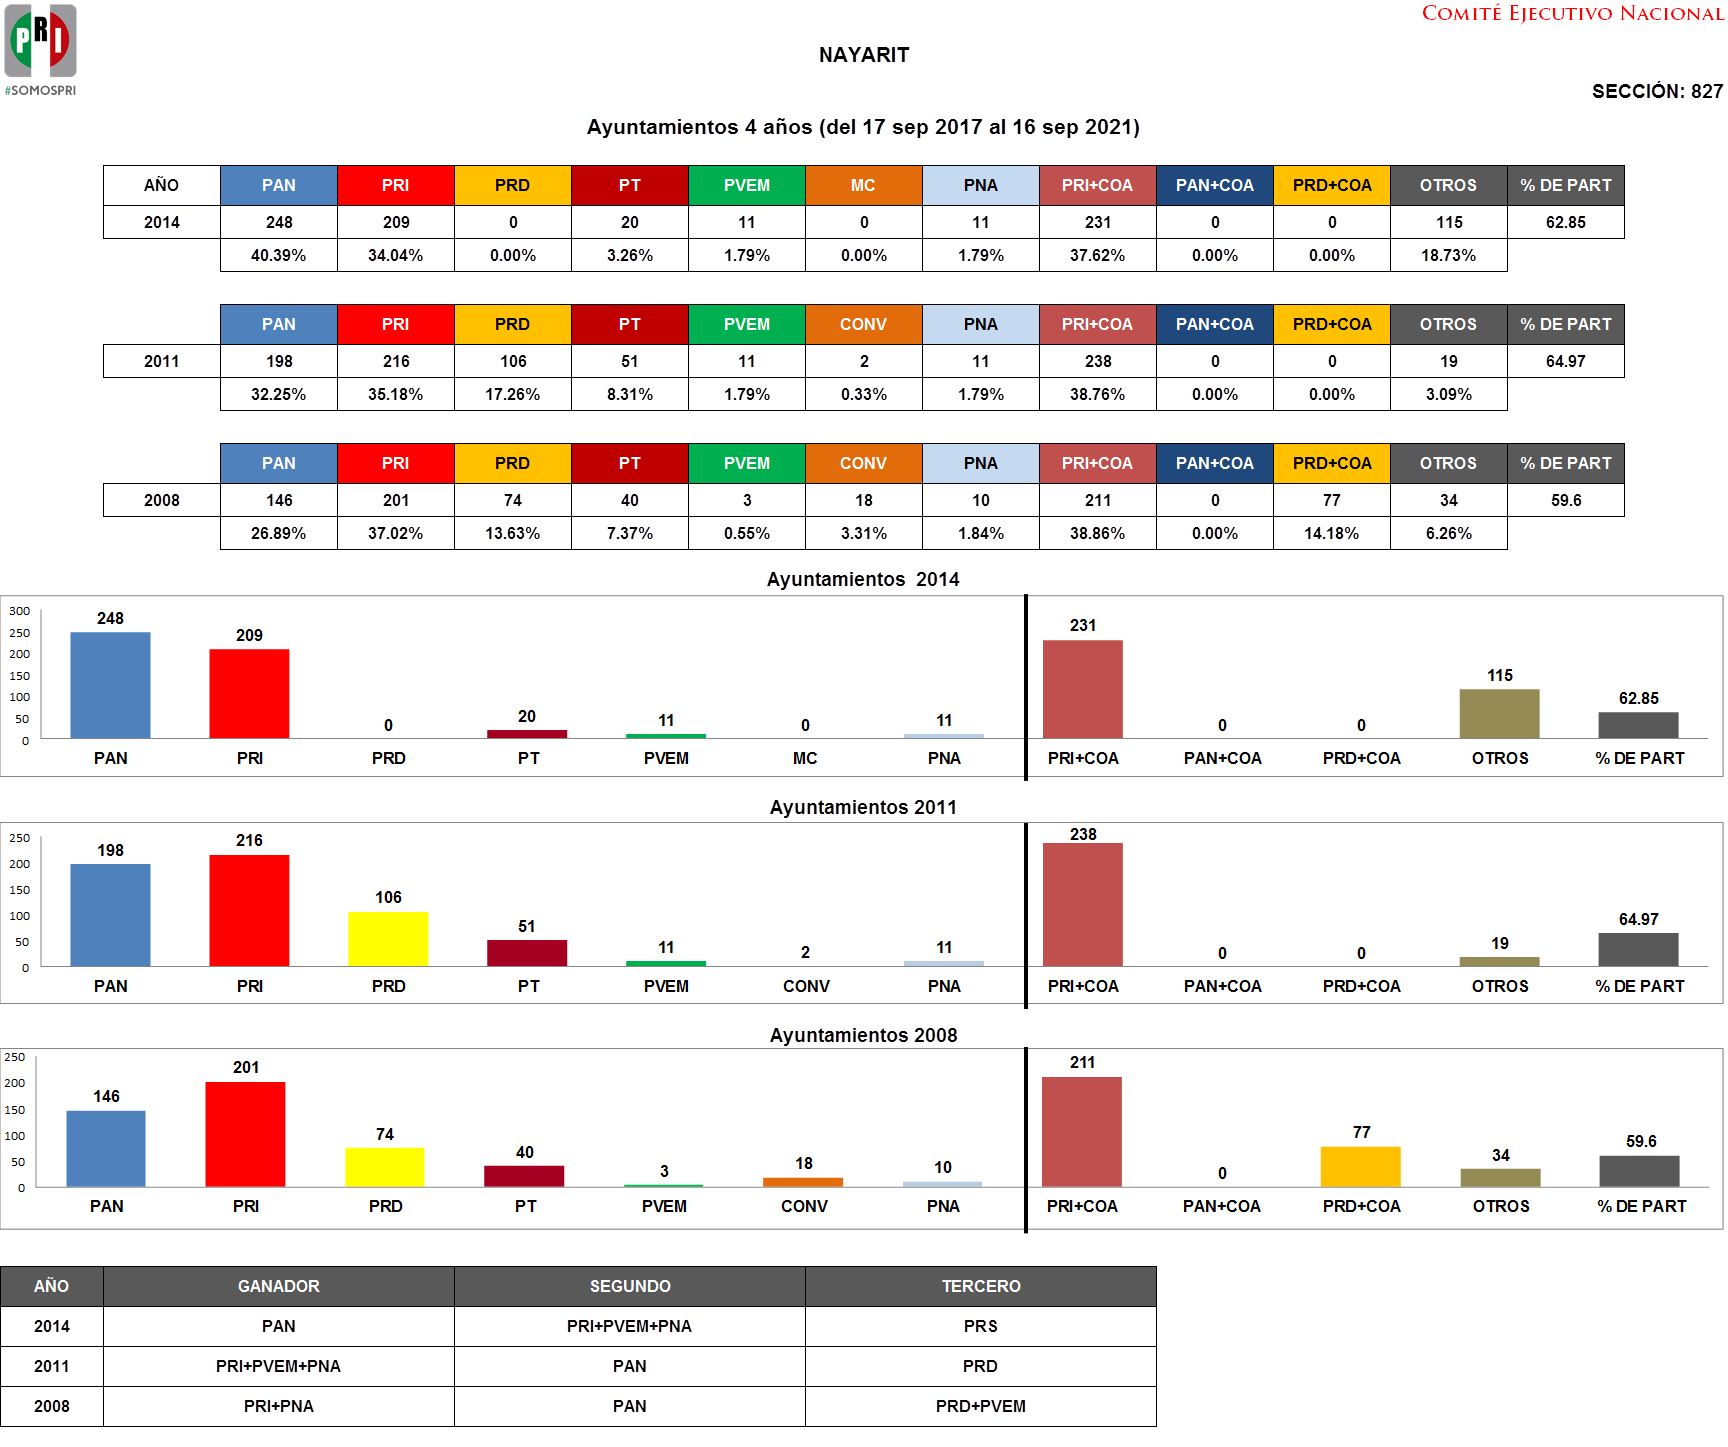 PRI
#SOMOSPRI
COMITÉ EJECUTIVO NACIONAL
NAYARIT
SECCIÓN: 827
Ayuntamientos 4 años (del 17 sep 2017 al 16 sep 2021)
AÑO PAN PRI PRD PT PVEM MC PNA PRI+COA PAN+COA PRD+COA OTROS % DE PART
2014 248 209 0 20 11 0 11 231 0 0 115 62.85
40.39% 34.04% 0.00% 3.26% 1.79% 0.00% 1.79% 37.62% 0.00% 0.00% 18.73%
PAN PRI PRD PT PVEM CONV PNA PRI+COA PAN+COA PRD+COA OTROS % DE PART
2011 198 216 106 51 11 2 11 238 0 0 19 64.97
32.25% 35.18% 17.26% 8.31% 1.79% 0.33% 1.79% 38.76% 0.00% 0.00% 3.09%
PAN PRI PRD PT PVEM CONV PNA PRI+COA PAN+COA PRD+COA OTROS % DE PART
2008 146 201 74 40 3 18 10 211 0 77 34 59.6
26.89% 37.02% 13.63% 7.37% 0.55% 3.31% 1.84% 38.86% 0.00% 14.18% 6.26%
Ayuntamientos 2014
300
250
200
150
100
50
0
248 209 0 20 11 0 11 231 0 0 115 62.85
PAN PRI PRD PT PVEM MC PNA PRI+COA PAN+COA PRD+COA OTROS % DE PART
Ayuntamientos 2011
250
200
150
100
50
0
198 216 106 51 11 2 11 238 0 0 19 64.97
PAN PRI PRD PT PVEM CONV PNA PRI+COA PAN+COA PRD+COA OTROS % DE PART
Ayuntamientos 2008
250
200
150
100
50
0
146 201 74 40 3 18 10 211 0 77 34 59.6
PAN PRI PRD PT PVEM CONV PNA PRI+COA PAN+COA PRD+COA OTROS % DE PART
AÑO GANADOR SEGUNDO TERCERO
2014 PAN PRI+PVEM+PNA PRS
2011 PRI+PVEM+PNA PAN PRD
2008 PRI+PNA PAN PRD+PVEM